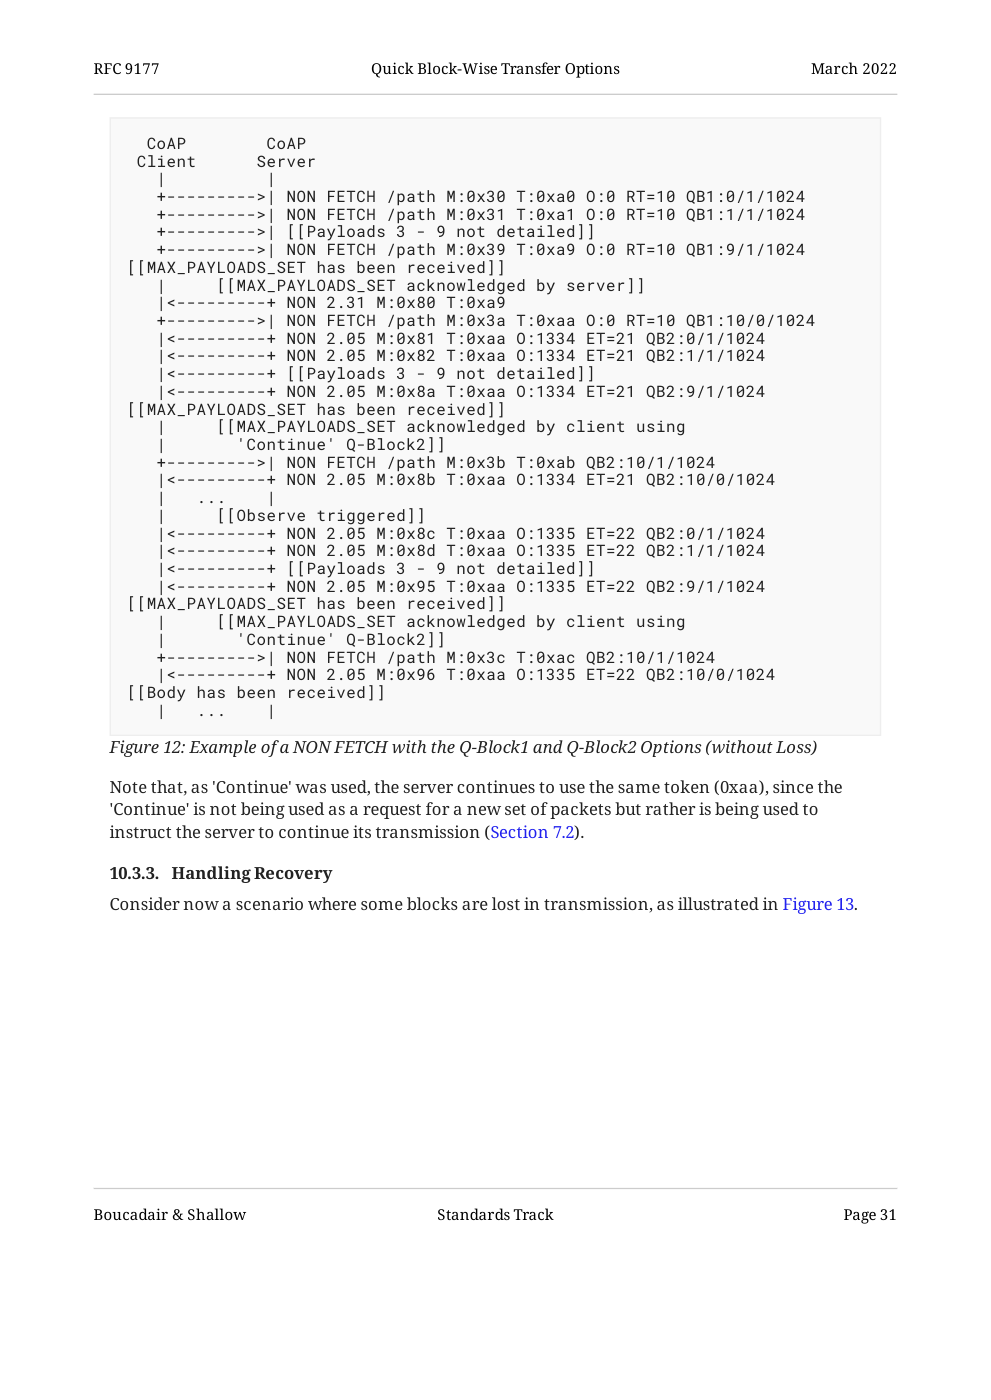 RFC 9177 Quick Block-Wise Transfer Options March 2022
  CoAP        CoAP
 Client      Server
   |          |
   +--------->| NON FETCH /path M:0x30 T:0xa0 O:0 RT=10 QB1:0/1/1024
   +--------->| NON FETCH /path M:0x31 T:0xa1 O:0 RT=10 QB1:1/1/1024
   +--------->| [[Payloads 3 - 9 not detailed]]
   +--------->| NON FETCH /path M:0x39 T:0xa9 O:0 RT=10 QB1:9/1/1024
[[MAX_PAYLOADS_SET has been received]]
   |     [[MAX_PAYLOADS_SET acknowledged by server]]
   |<---------+ NON 2.31 M:0x80 T:0xa9
   +--------->| NON FETCH /path M:0x3a T:0xaa O:0 RT=10 QB1:10/0/1024
   |<---------+ NON 2.05 M:0x81 T:0xaa O:1334 ET=21 QB2:0/1/1024
   |<---------+ NON 2.05 M:0x82 T:0xaa O:1334 ET=21 QB2:1/1/1024
   |<---------+ [[Payloads 3 - 9 not detailed]]
   |<---------+ NON 2.05 M:0x8a T:0xaa O:1334 ET=21 QB2:9/1/1024
[[MAX_PAYLOADS_SET has been received]]
   |     [[MAX_PAYLOADS_SET acknowledged by client using
   |       'Continue' Q-Block2]]
   +--------->| NON FETCH /path M:0x3b T:0xab QB2:10/1/1024
   |<---------+ NON 2.05 M:0x8b T:0xaa O:1334 ET=21 QB2:10/0/1024
   |   ...    |
   |     [[Observe triggered]]
   |<---------+ NON 2.05 M:0x8c T:0xaa O:1335 ET=22 QB2:0/1/1024
   |<---------+ NON 2.05 M:0x8d T:0xaa O:1335 ET=22 QB2:1/1/1024
   |<---------+ [[Payloads 3 - 9 not detailed]]
   |<---------+ NON 2.05 M:0x95 T:0xaa O:1335 ET=22 QB2:9/1/1024
[[MAX_PAYLOADS_SET has been received]]
   |     [[MAX_PAYLOADS_SET acknowledged by client using
   |       'Continue' Q-Block2]]
   +--------->| NON FETCH /path M:0x3c T:0xac QB2:10/1/1024
   |<---------+ NON 2.05 M:0x96 T:0xaa O:1335 ET=22 QB2:10/0/1024
[[Body has been received]]
   |   ...    |
Figure 12: Example of a NON FETCH with the Q-Block1 and Q-Block2 Options (without Loss)
Note that, as 'Continue' was used, the server continues to use the same token (0xaa), since the
'Continue' is not being used as a request for a new set of packets but rather is being used to
instruct the server to continue its transmission (Section 7.2).
10.3.3. Handling Recovery
Consider now a scenario where some blocks are lost in transmission, as illustrated in Figure 13.
Boucadair & Shallow Standards Track Page 31